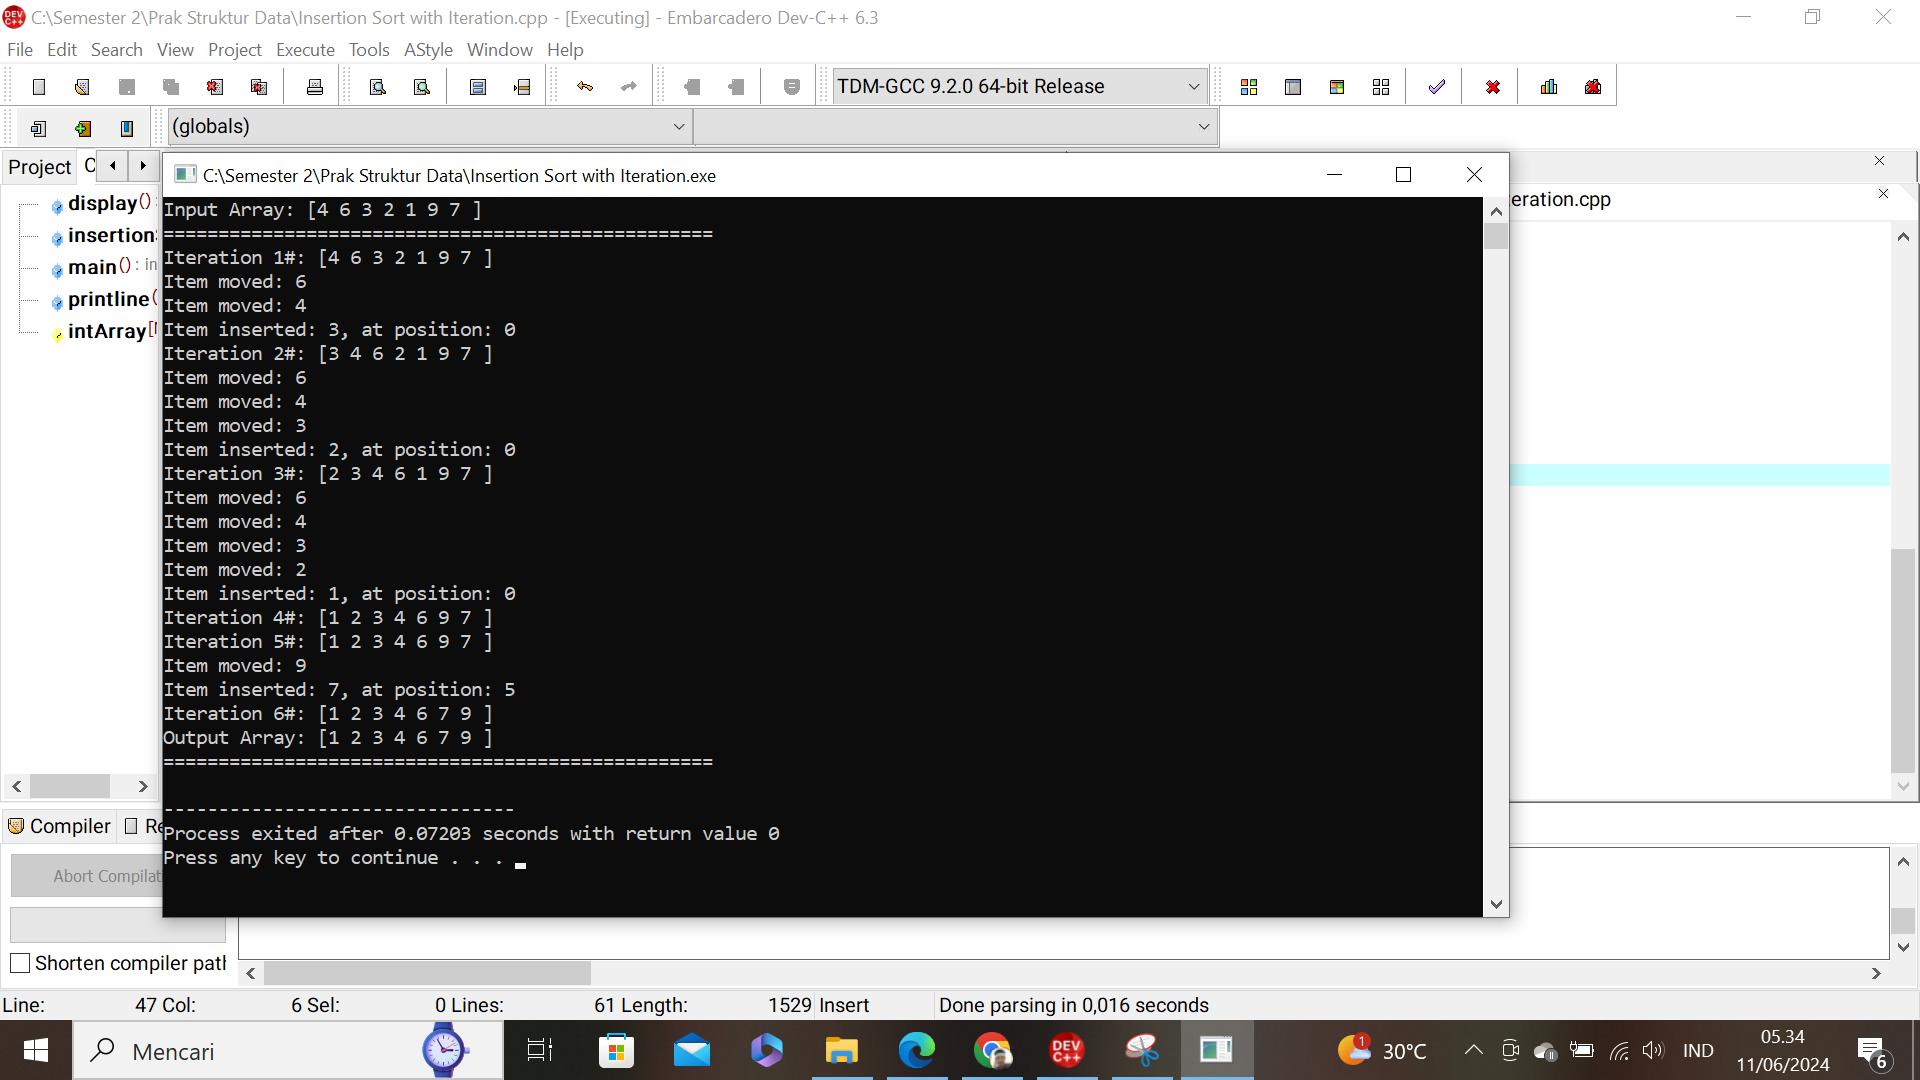 C:\Semester 2\Prak Struktur Data\Insertion Sort with Iteration.cpp - [Executing] - Embarcadero Dev-C++ 6.3
File Edit Search View Project Execute Tools AStyle Window Help
TDM-GCC 9.2.0 64-bit Release
(globals)
Project
C:\Semester 2\Prak Struktur Data\Insertion Sort with Iteration.exe
eration.cpp
display()
insertion
main() : in
printline
intArray
Input Array: [4 6 3 2 1 9 7 ]
==================================================
Iteration 1#: [4 6 3 2 1 9 7 ]
Item moved: 6
Item moved: 4
Item inserted: 3, at position: 0
Iteration 2#: [3 4 6 2 1 9 7 ]
Item moved: 6
Item moved: 4
Item moved: 3
Item inserted: 2, at position: 0
Iteration 3#: [2 3 4 6 1 9 7 ]
Item moved: 6
Item moved: 4
Item moved: 3
Item moved: 2
Item inserted: 1, at position: 0
Iteration 4#: [1 2 3 4 6 9 7 ]
Iteration 5#: [1 2 3 4 6 9 7 ]
Item moved: 9
Item inserted: 7, at position: 5
Iteration 6#: [1 2 3 4 6 7 9 ]
Output Array: [1 2 3 4 6 7 9 ]
==================================================
--------------------------------
Process exited after 0.07203 seconds with return value 0
Press any key to continue . . .
Compiler Re
Abort Compilat
Shorten compiler path
Line: 47 Col: 6 Sel: 0 Lines: 61 Length: 1529 Insert Done parsing in 0,016 seconds
Mencari
DEV C++
1
30°C
IND
05.34
11/06/2024
6